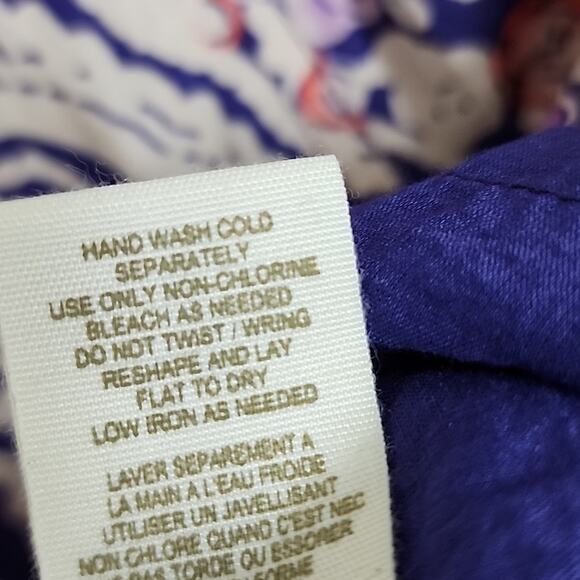 HAND WASH COLD
SEPARATELY
USE ONLY NON-CHLORINE
BLEACH AS NEEDED
DO NOT TWIST / WRING
RESHAPE AND LAY
FLAT TO DRY
LOW IRON AS NEEDED
LAVER SEPAREMENT A
LA MAIN A L'EAU FROIDE
UTILISER UN JAVELLISANT
NON CHLORE QUAND C'EST NEC
PAS TORDE OU ESSORER